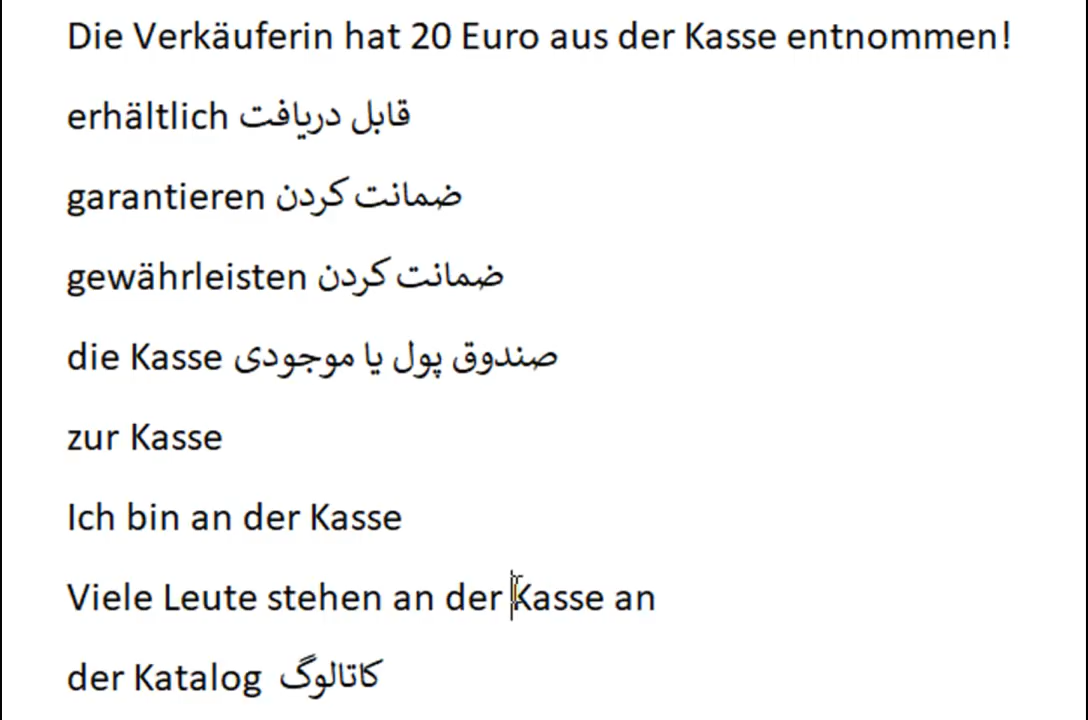 Die Verkäuferin hat 20 Euro aus der Kasse entnommen!
erhältlich قابل دریافت
garantieren ضمانت کردن
gewährleisten ضمانت کردن
die Kasse صندوق پول یا موجودی
zur Kasse
Ich bin an der Kasse
Viele Leute stehen an der Kasse an
der Katalog کاتالوگ